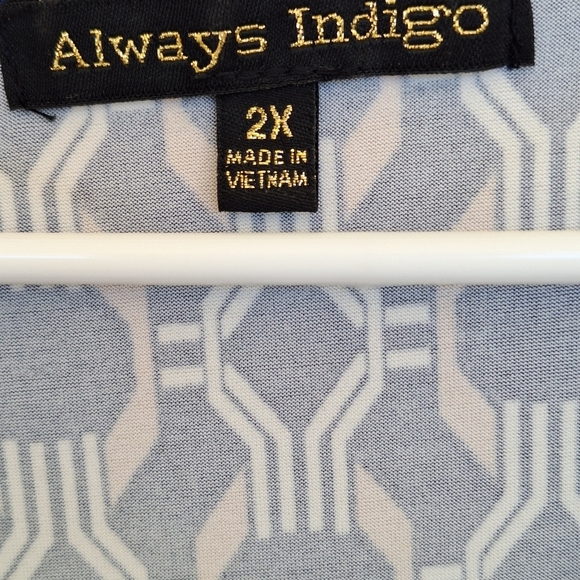 Always Indigo
2X
MADE IN
VIETNAM